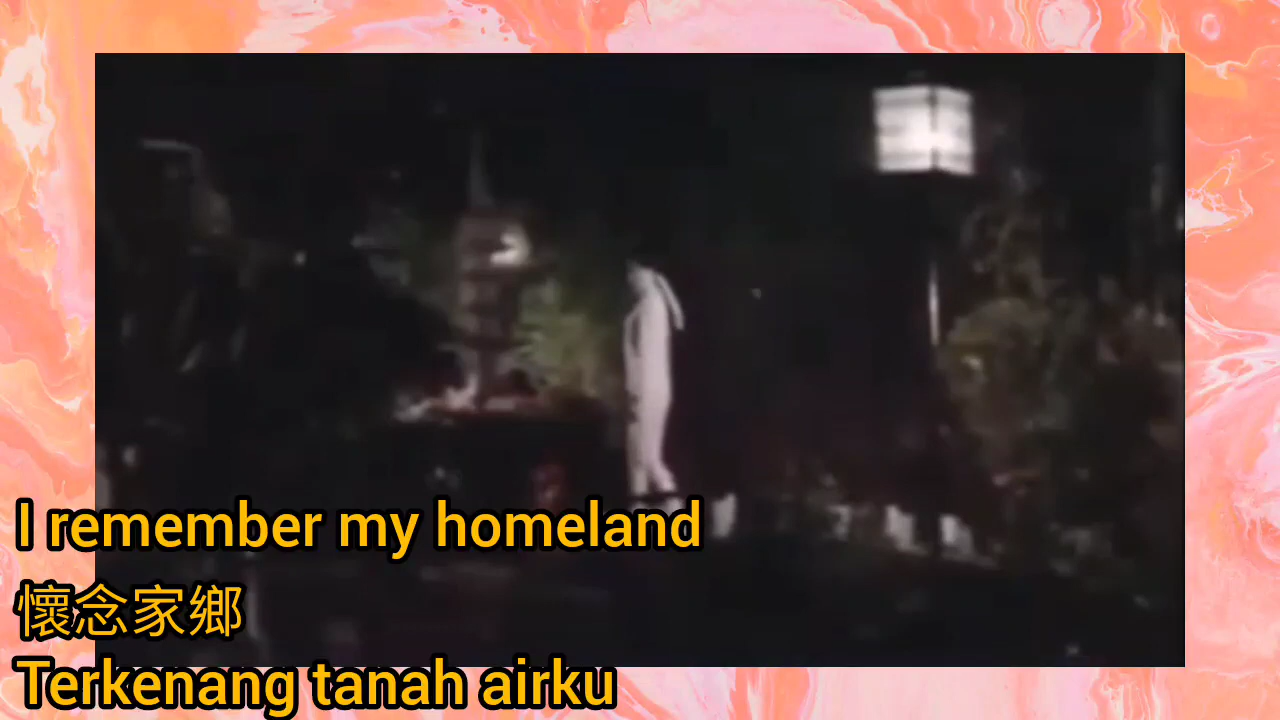 I remember my homeland
懷念家鄉
Terkenang tanah airku